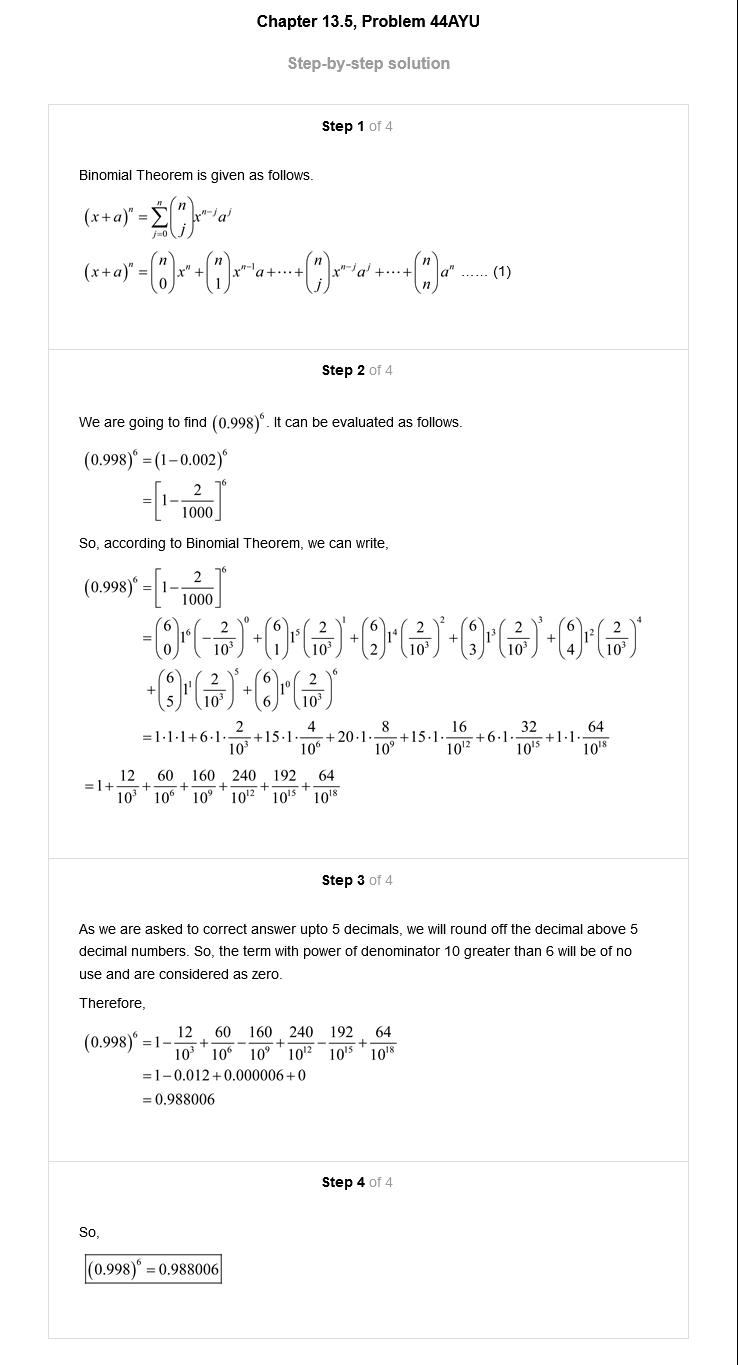 Chapter 13.5, Problem 44AYU
Step-by-step solution
Step 1 of 4
Binomial Theorem is given as follows.
$(x+a)^n = \sum_{j=0}^{n} \binom{n}{j} x^{n-j} a^j$
$(x+a)^n = \binom{n}{0} x^n + \binom{n}{1} x^{n-1} a + \cdots + \binom{n}{j} x^{n-j} a^j + \cdots + \binom{n}{n} a^n$ ...... (1)
Step 2 of 4
We are going to find $(0.998)^6$. It can be evaluated as follows.
$(0.998)^6 = (1-0.002)^6$
$= \left[1 - \frac{2}{1000}\right]^6$
So, according to Binomial Theorem, we can write,
$(0.998)^6 = \left[1 - \frac{2}{1000}\right]^6$
$= \binom{6}{0} 1^6 \left(-\frac{2}{10^3}\right)^0 + \binom{6}{1} 1^5 \left(\frac{2}{10^3}\right)^1 + \binom{6}{2} 1^4 \left(\frac{2}{10^3}\right)^2 + \binom{6}{3} 1^3 \left(\frac{2}{10^3}\right)^3 + \binom{6}{4} 1^2 \left(\frac{2}{10^3}\right)^4$
$+ \binom{6}{5} 1^1 \left(\frac{2}{10^3}\right)^5 + \binom{6}{6} 1^0 \left(\frac{2}{10^3}\right)^6$
$= 1 \cdot 1 \cdot 1 + 6 \cdot 1 \cdot \frac{2}{10^3} + 15 \cdot 1 \cdot \frac{4}{10^6} + 20 \cdot 1 \cdot \frac{8}{10^9} + 15 \cdot 1 \cdot \frac{16}{10^{12}} + 6 \cdot 1 \cdot \frac{32}{10^{15}} + 1 \cdot 1 \cdot \frac{64}{10^{18}}$
$= 1 + \frac{12}{10^3} + \frac{60}{10^6} + \frac{160}{10^9} + \frac{240}{10^{12}} + \frac{192}{10^{15}} + \frac{64}{10^{18}}$
Step 3 of 4
As we are asked to correct answer upto 5 decimals, we will round off the decimal above 5
decimal numbers. So, the term with power of denominator 10 greater than 6 will be of no
use and are considered as zero.
Therefore,
$(0.998)^6 = 1 - \frac{12}{10^3} + \frac{60}{10^6} - \frac{160}{10^9} + \frac{240}{10^{12}} - \frac{192}{10^{15}} + \frac{64}{10^{18}}$
$= 1 - 0.012 + 0.000006 + 0$
$= 0.988006$
Step 4 of 4
So,
$(0.998)^6 = 0.988006$